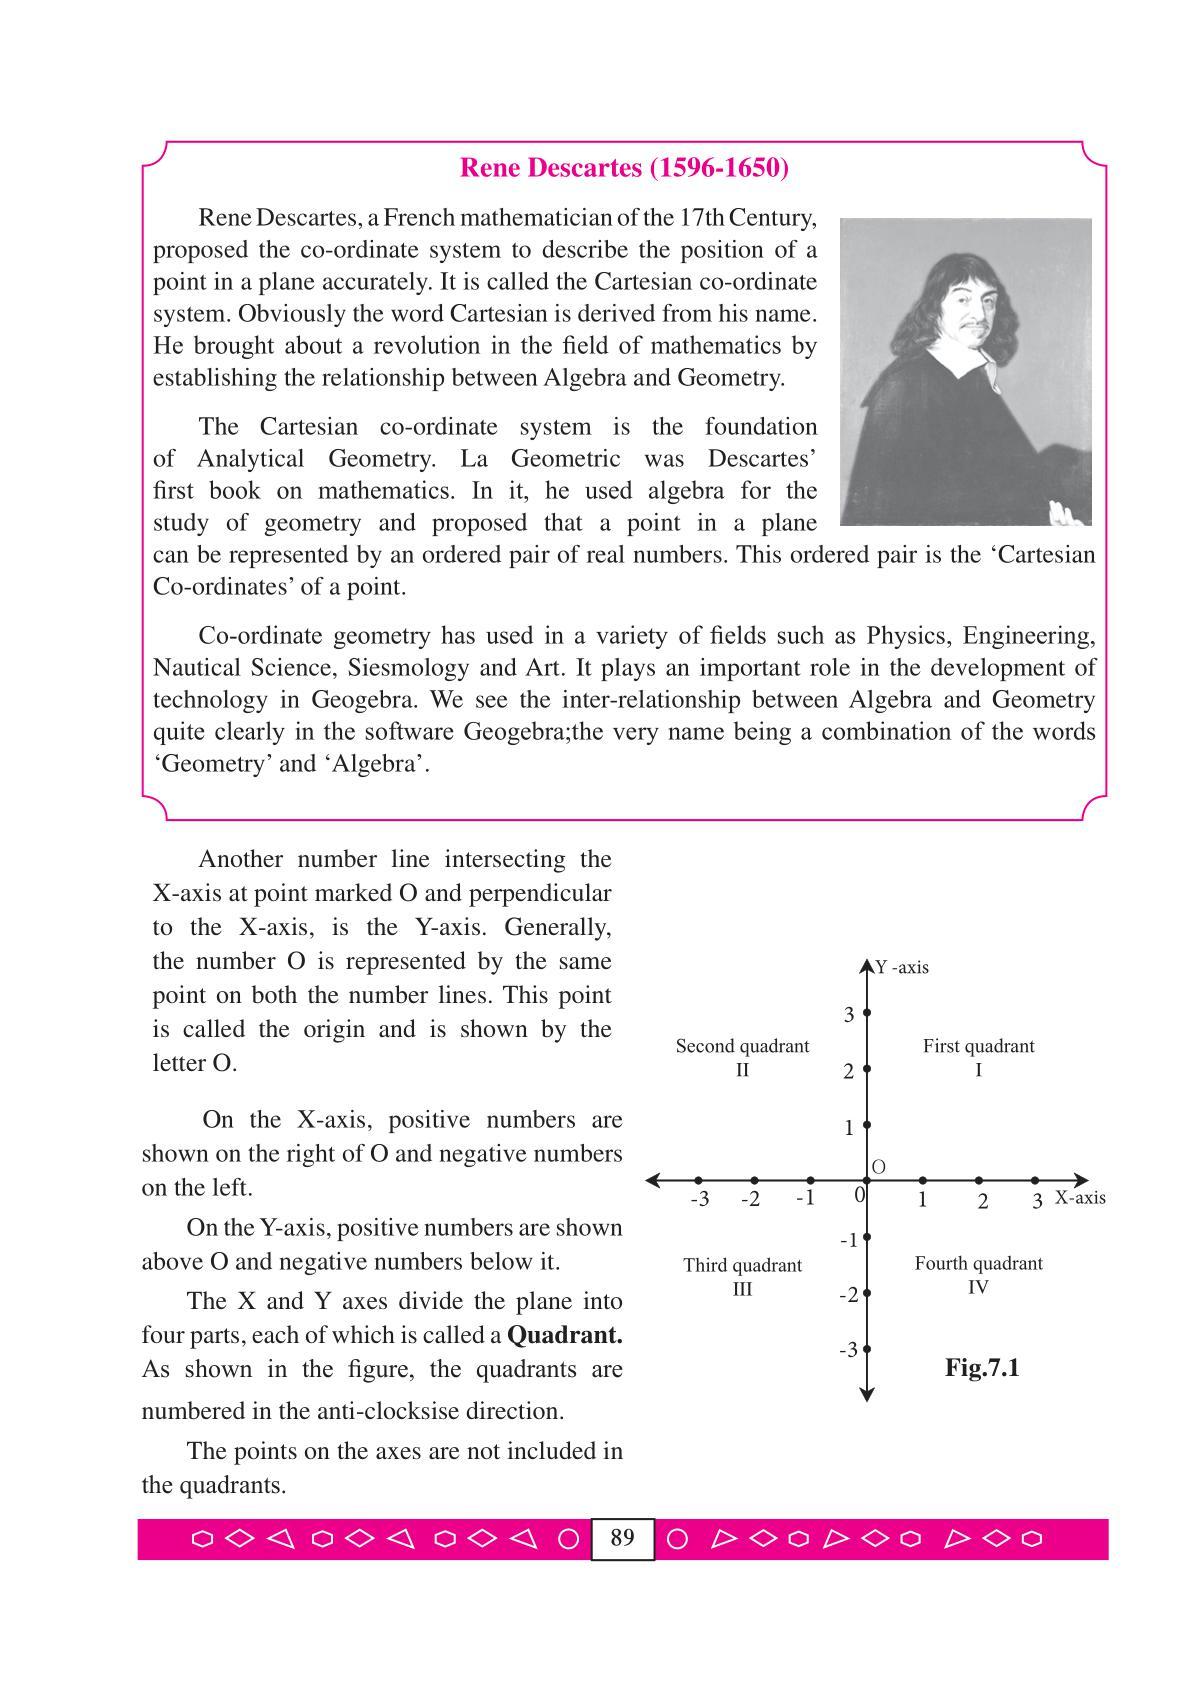 Rene Descartes (1596-1650)
Rene Descartes, a French mathematician of the 17th Century,
proposed the co-ordinate system to describe the position of a
point in a plane accurately. It is called the Cartesian co-ordinate
system. Obviously the word Cartesian is derived from his name.
He brought about a revolution in the field of mathematics by
establishing the relationship between Algebra and Geometry.
The Cartesian co-ordinate system is the foundation
of Analytical Geometry. La Geometric was Descartes’
first book on mathematics. In it, he used algebra for the
study of geometry and proposed that a point in a plane
can be represented by an ordered pair of real numbers. This ordered pair is the ‘Cartesian
Co-ordinates’ of a point.
Co-ordinate geometry has used in a variety of fields such as Physics, Engineering,
Nautical Science, Siesmology and Art. It plays an important role in the development of
technology in Geogebra. We see the inter-relationship between Algebra and Geometry
quite clearly in the software Geogebra;the very name being a combination of the words
‘Geometry’ and ‘Algebra’.
Another number line intersecting the
X-axis at point marked O and perpendicular
to the X-axis, is the Y-axis. Generally,
the number O is represented by the same
point on both the number lines. This point
is called the origin and is shown by the
letter O.
On the X-axis, positive numbers are
shown on the right of O and negative numbers
on the left.
On the Y-axis, positive numbers are shown
above O and negative numbers below it.
The X and Y axes divide the plane into
four parts, each of which is called a Quadrant.
As shown in the figure, the quadrants are
numbered in the anti-clocksise direction.
The points on the axes are not included in
the quadrants.
Y -axis
3
Second quadrant
II
First quadrant
I
2
1
O
-3 -2 -1 0 1 2 3 X-axis
-1
Third quadrant
III
Fourth quadrant
IV
-2
-3
Fig.7.1
89